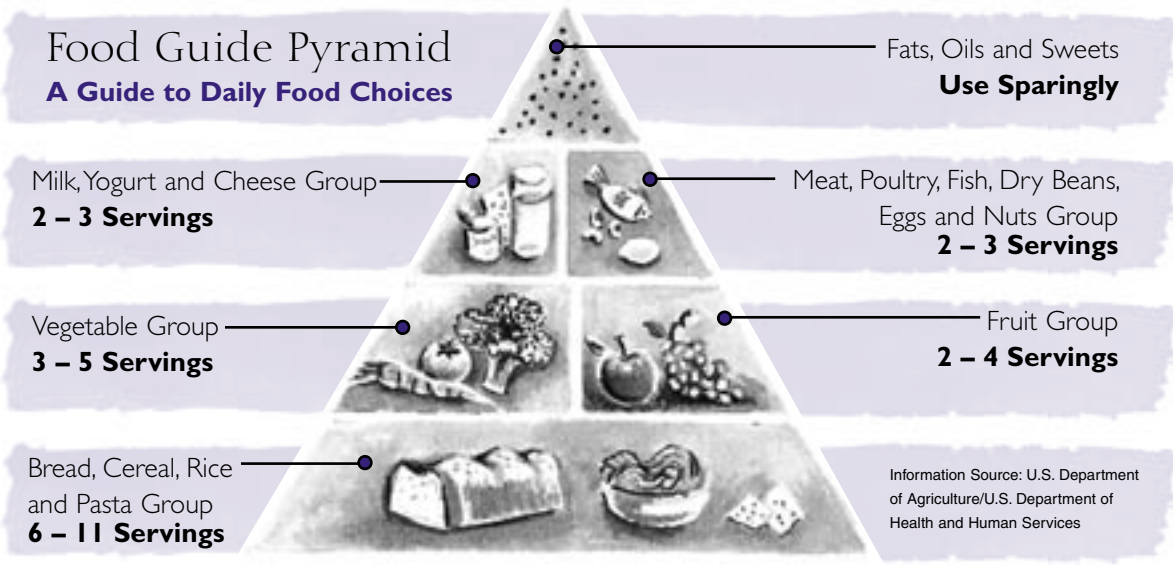 Food Guide Pyramid
A Guide to Daily Food Choices
Fats, Oils and Sweets
Use Sparingly
Milk, Yogurt and Cheese Group
2 – 3 Servings
Meat, Poultry, Fish, Dry Beans,
Eggs and Nuts Group
2 – 3 Servings
Vegetable Group
3 – 5 Servings
Fruit Group
2 – 4 Servings
Bread, Cereal, Rice
and Pasta Group
6 – 11 Servings
Information Source: U.S. Department
of Agriculture/U.S. Department of
Health and Human Services